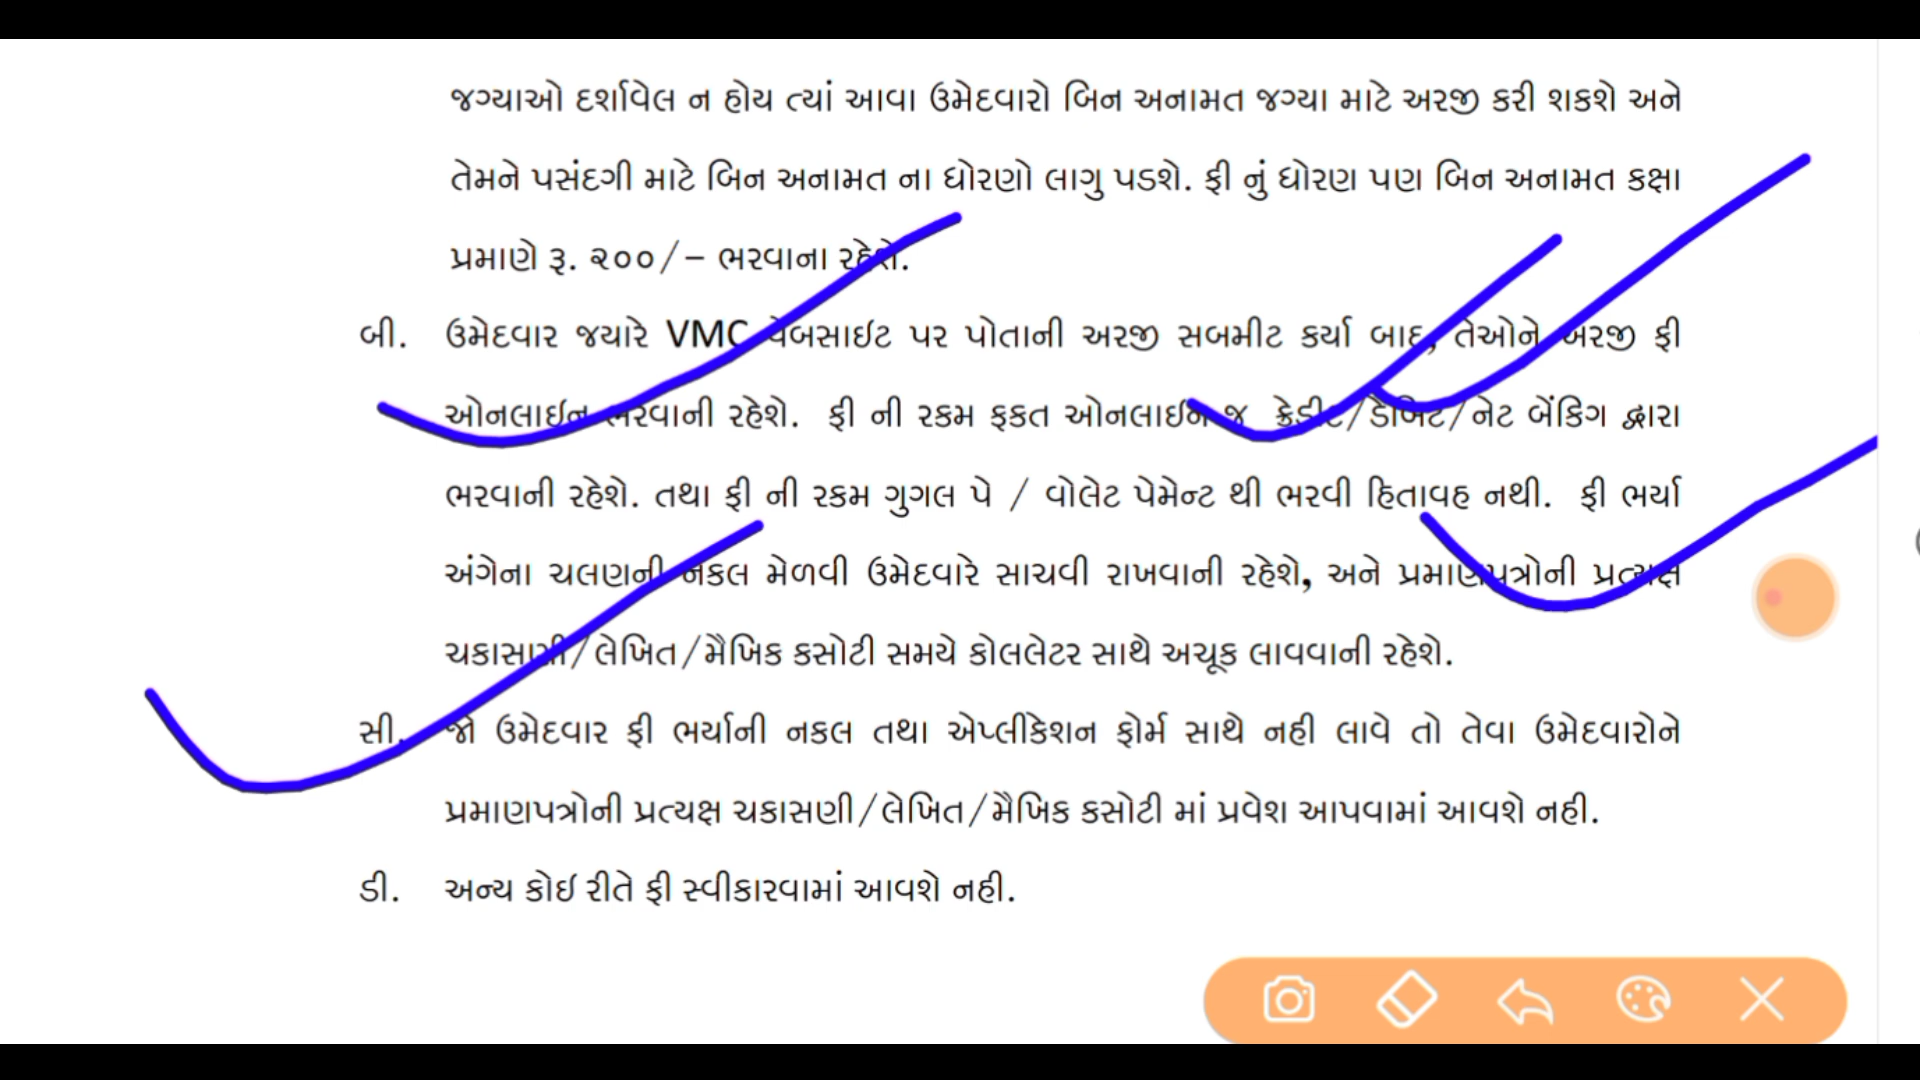 જગ્યાઓ દર્શાવેલ ન હોય ત્યાં આવા ઉમેદવારો બિન અનામત જગ્યા માટે અરજી કરી શકશે અને
તેમને પસંદગી માટે બિન અનામત ના ધોરણો લાગુ પડશે. ફી નું ધોરણ પણ બિન અનામત કક્ષા
પ્રમાણે રૂ. ૨૦૦/– ભરવાના રહેશે.
બી. ઉમેદવાર જયારે VMC વેબસાઈટ પર પોતાની અરજી સબમીટ કર્યા બાદ, તેઓને અરજી ફી
ઓનલાઈન ભરવાની રહેશે. ફી ની રકમ ફકત ઓનલાઈન જ ક્રેડીટ/ડેબિટ/નેટ બેંકિગ દ્વારા
ભરવાની રહેશે. તથા ફી ની રકમ ગુગલ પે / વોલેટ પેમેન્ટ થી ભરવી હિતાવહ નથી. ફી ભર્યા
અંગેના ચલણની નકલ મેળવી ઉમેદવારે સાચવી રાખવાની રહેશે, અને પ્રમાણપત્રોની પ્રત્યક્ષ
ચકાસણી/લેખિત/મૈખિક કસોટી સમયે કોલલેટર સાથે અચૂક લાવવાની રહેશે.
સી. જો ઉમેદવાર ફી ભર્યાની નકલ તથા એપ્લીકેશન ફોર્મ સાથે નહી લાવે તો તેવા ઉમેદવારોને
પ્રમાણપત્રોની પ્રત્યક્ષ ચકાસણી/લેખિત/મૈખિક કસોટી માં પ્રવેશ આપવામાં આવશે નહી.
ડી. અન્ય કોઈ રીતે ફી સ્વીકારવામાં આવશે નહી.